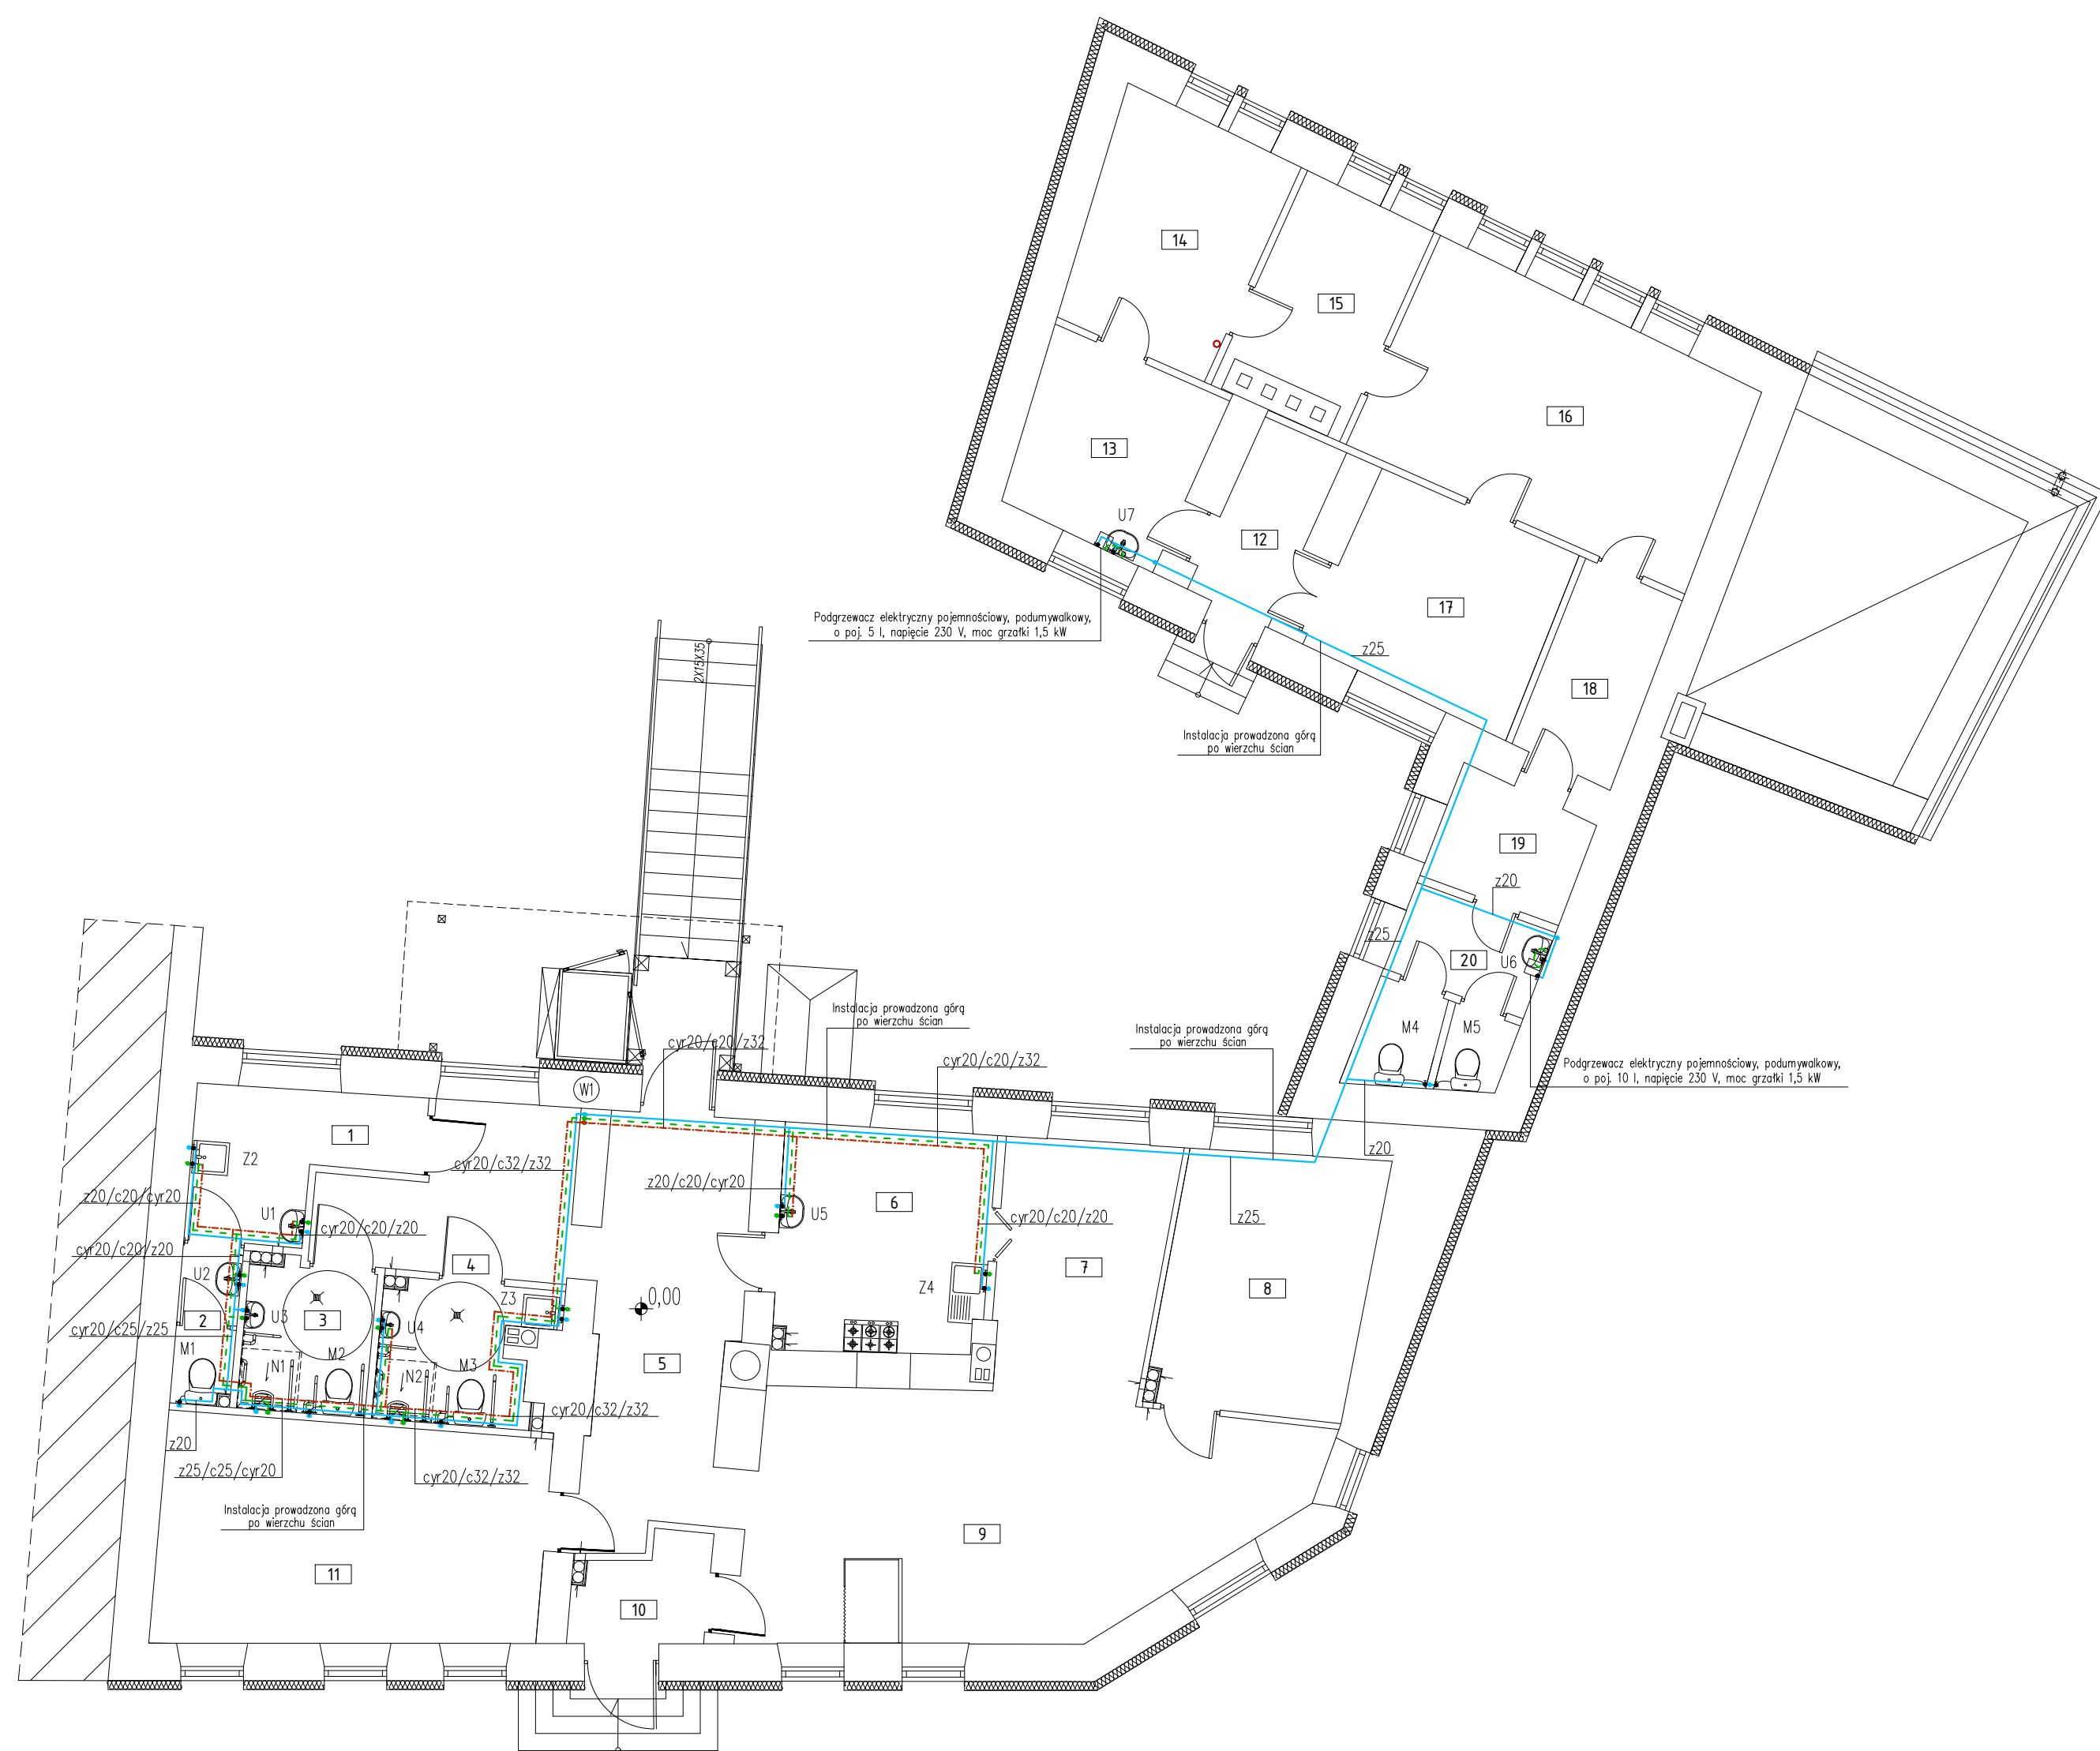 14
15
16
13
U7
12
17
Podgrzewacz elektryczny pojemnościowy, podumywalkowy,
o poj. 5 l, napięcie 230 V, moc grzałki 1,5 kW
z25
2X15X35
18
Instalacja prowadzona górą
po wierzchu ścian
19
z20
z25
20
U6
Instalacja prowadzona górą
po wierzchu ścian
cyr20/c20/z32
cyr20/c20/z32
Instalacja prowadzona górą
po wierzchu ścian
M4
M5
Podgrzewacz elektryczny pojemnościowy, podumywalkowy,
o poj. 10 l, napięcie 230 V, moc grzałki 1,5 kW
W1
1
Z2
cyr20/c32/z32
z20
z20/c20/cyr20
z20/c20/cyr20
6
U1
U5
cyr20/c20/z20
cyr20/c20/z20
z25
cyr20/c20/z20
U2
4
7
Z4
8
Z3
0,00
2
U3
3
U4
cyr20/c25/z25
M1
N1
M2
N2
M3
5
cyr20/c32/z32
z20
z25/c25/cyr20
cyr20/c32/z32
Instalacja prowadzona górą
po wierzchu ścian
9
11
10